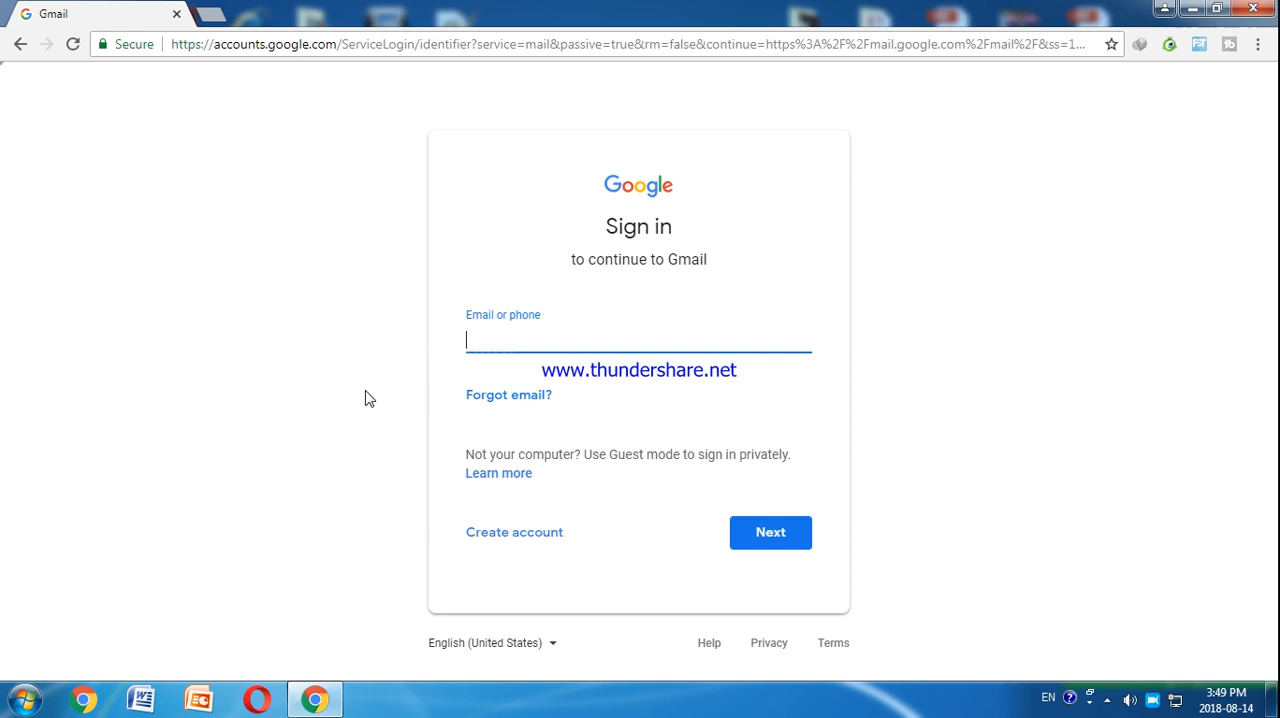 Gmail
Secure
https://accounts.google.com/ServiceLogin/identifier?service=mail&passive=true&rm=false&continue=https%3A%2F%2Fmail.google.com%2Fmail%2F&ss=1...
Google
Sign in
to continue to Gmail
Email or phone
www.thundershare.net
Forgot email?
Not your computer? Use Guest mode to sign in privately.
Learn more
Create account
Next
English (United States)
Help
Privacy
Terms
EN
3:49 PM
2018-08-14